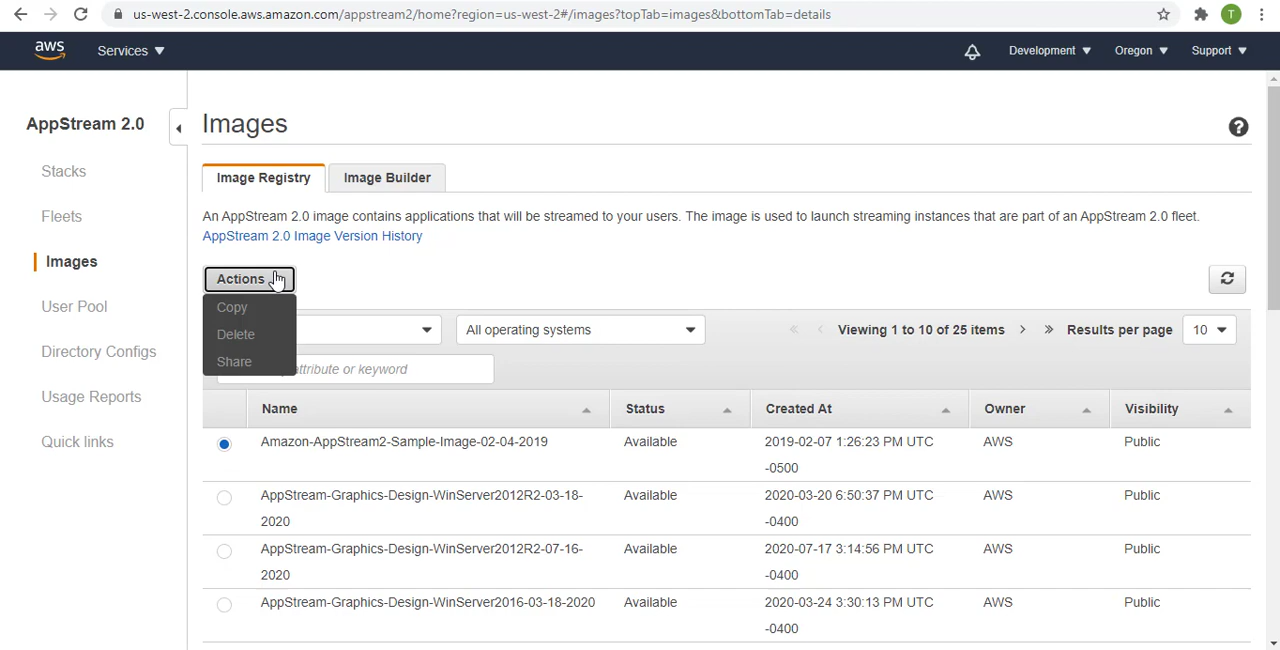 us-west-2.console.aws.amazon.com/appstream2/home?region=us-west-2#/images?topTab=images&bottomTab=details
T
aws
Services
Development
Oregon
Support
AppStream 2.0
Stacks
Fleets
Images
User Pool
Directory Configs
Usage Reports
Quick links
Images
?
Image Registry
Image Builder
An AppStream 2.0 image contains applications that will be streamed to your users. The image is used to launch streaming instances that are part of an AppStream 2.0 fleet.
AppStream 2.0 Image Version History
Actions
Copy
Delete
Share
All operating systems
Viewing 1 to 10 of 25 items
Results per page
10
attribute or keyword
Name
Status
Created At
Owner
Visibility
Amazon-AppStream2-Sample-Image-02-04-2019
Available
2019-02-07 1:26:23 PM UTC
-0500
AWS
Public
AppStream-Graphics-Design-WinServer2012R2-03-18-
2020
Available
2020-03-20 6:50:37 PM UTC
-0400
AWS
Public
AppStream-Graphics-Design-WinServer2012R2-07-16-
2020
Available
2020-07-17 3:14:56 PM UTC
-0400
AWS
Public
AppStream-Graphics-Design-WinServer2016-03-18-2020
Available
2020-03-24 3:30:13 PM UTC
-0400
AWS
Public